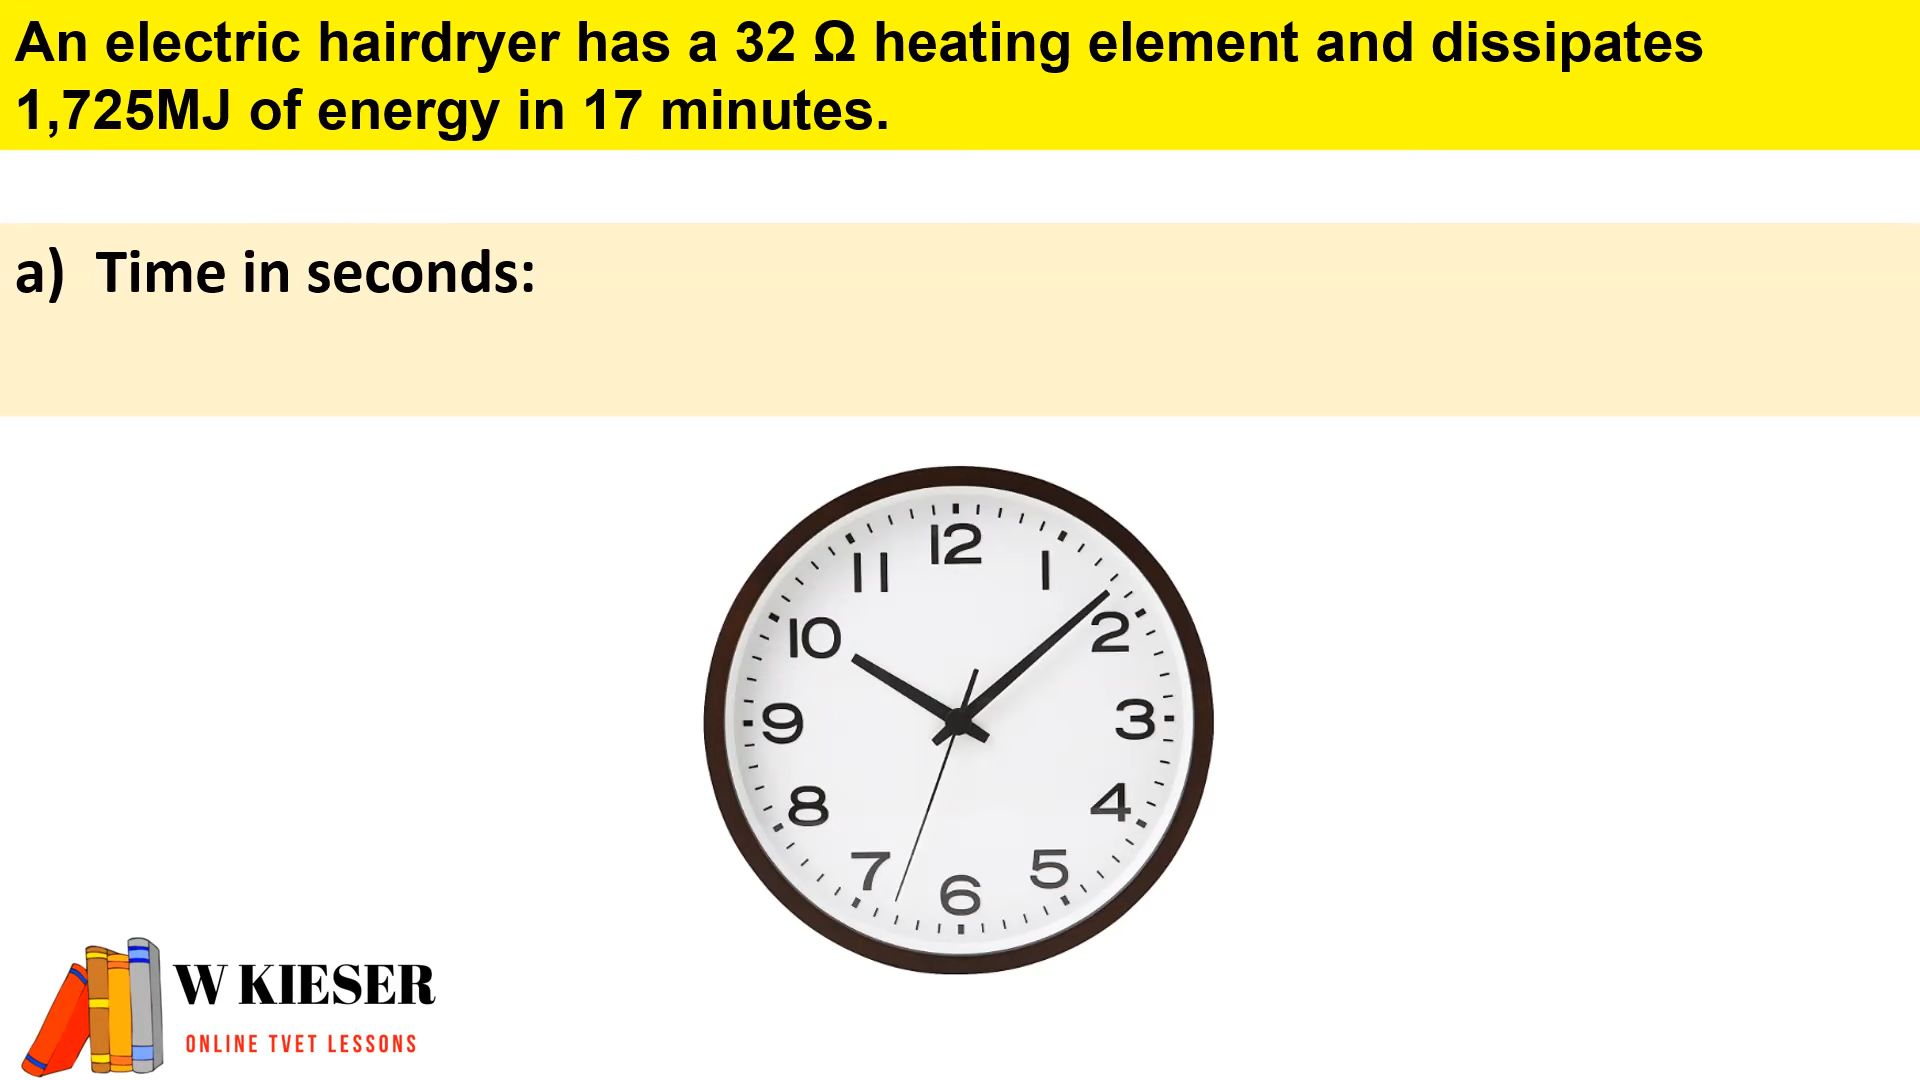 An electric hairdryer has a 32 Ω heating element and dissipates
1,725MJ of energy in 17 minutes.
a) Time in seconds:
12
11
1
10
2
9
3
8
4
7
5
6
W KIESER
ONLINE TVET LESSONS